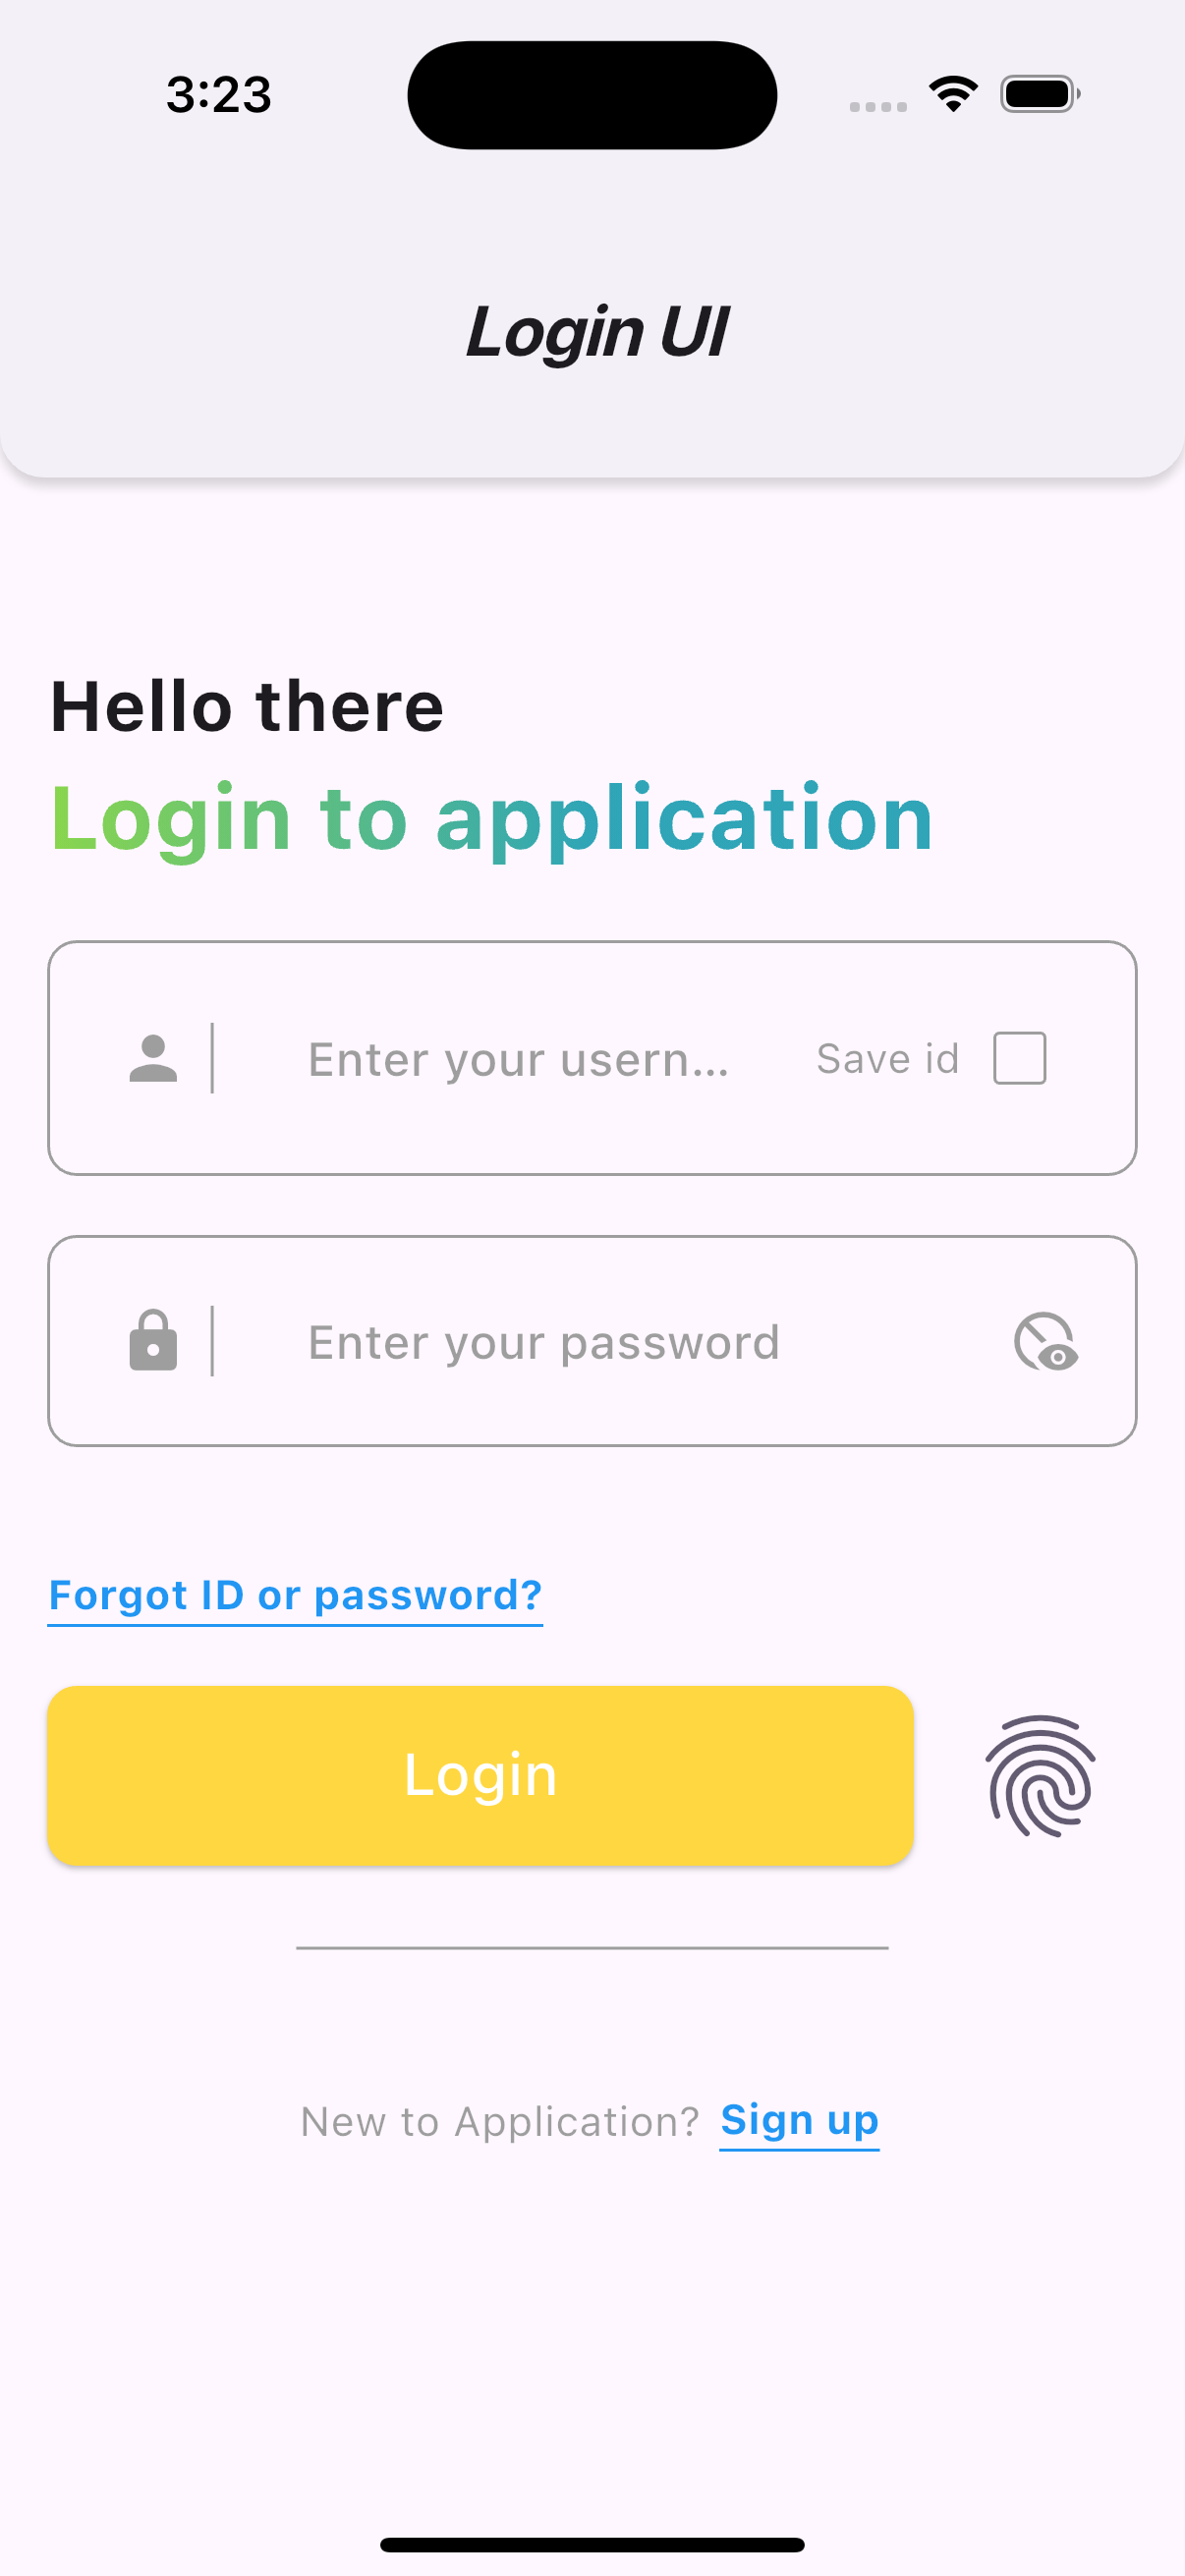 3:23
Login UI
Hello there
Login to application
Enter your usern... Save id
Enter your password
Forgot ID or password?
Login
New to Application? Sign up